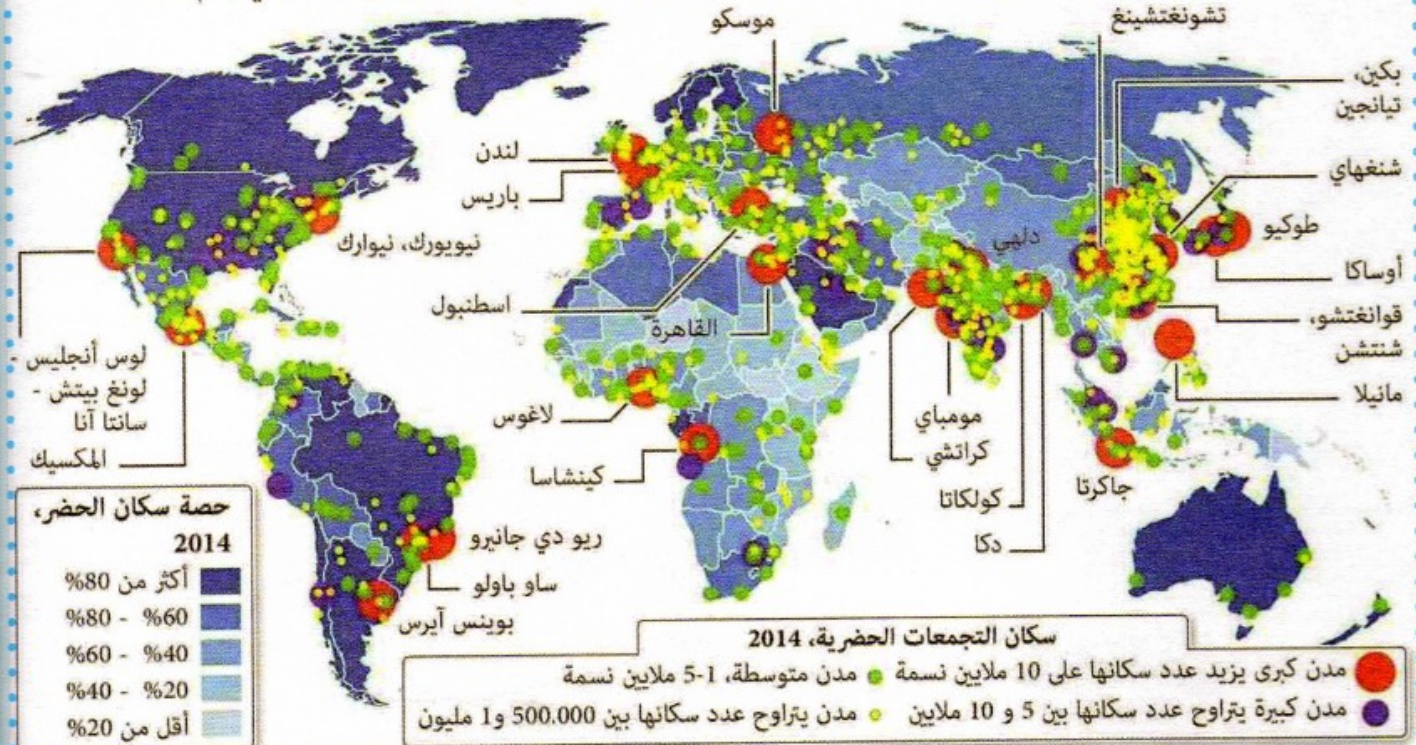 موسكو
تشونغتشينغ
بكين،
تيانجين
لندن
شنغهاي
باريس
طوكيو
نيويورك، نيوارك
دلهي
أوساكا
اسطنبول
القاهرة
قوانغتشو،
شنتشن
لوس أنجليس -
لونغ بيتش -
سانتا آنا
مانيلا
لاغوس
مومباي
المكسيك
كراتشي
كينشاسا
كولكاتا
جاكرتا
دكا
ريو دي جانيرو
ساو باولو
بوينس آيرس
حصة سكان الحضر،
2014
أكثر من 80%
60% - 80%
40% - 60%
20% - 40%
أقل من 20%
سكان التجمعات الحضرية، 2014
مدن كبرى يزيد عدد سكانها على 10 ملايين نسمة
مدن متوسطة، 1-5 ملايين نسمة
مدن كبيرة يتراوح عدد سكانها بين 5 و 10 ملايين
مدن يتراوح عدد سكانها بين 500.000 و1 مليون